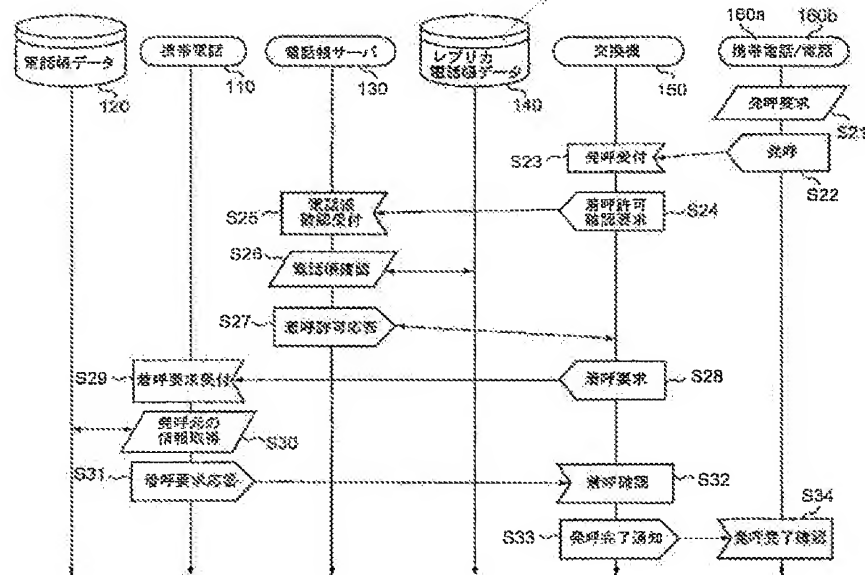 160a 160b
電話帳データ
携帯電話
電話帳サーバ
レプリカ
電話帳データ
交換機
携帯電話/電話
120
110
130
140
150
発呼要求
S21
S23
発呼受付
発呼
S22
S25
電話帳
確認受付
着呼許可
確認要求
S24
S26
電話帳確認
S27
着呼許可応答
S29
着呼要求受付
着呼要求
S28
発呼元の
情報取得
S30
S31
着呼要求応答
着呼確認
S32
S34
S33
発呼完了通知
発呼完了確認